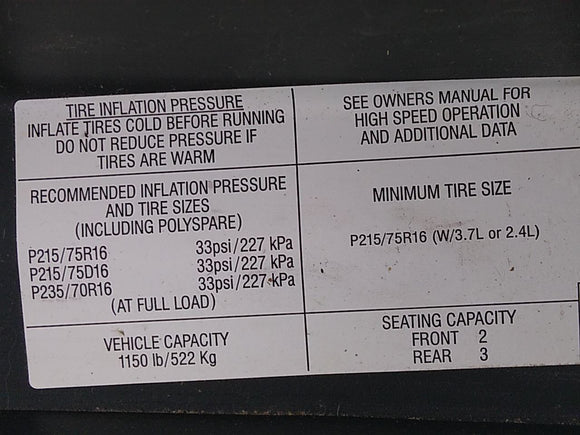 TIRE INFLATION PRESSURE
INFLATE TIRES COLD BEFORE RUNNING
DO NOT REDUCE PRESSURE IF
TIRES ARE WARM
SEE OWNERS MANUAL FOR
HIGH SPEED OPERATION
AND ADDITIONAL DATA
RECOMMENDED INFLATION PRESSURE
AND TIRE SIZES
(INCLUDING POLYSPARE)
P215/75R16 33psi/227 kPa
P215/75D16 33psi/227 kPa
P235/70R16 33psi/227 kPa
(AT FULL LOAD)
MINIMUM TIRE SIZE
P215/75R16 (W/3.7L or 2.4L)
VEHICLE CAPACITY
1150 lb/522 Kg
SEATING CAPACITY
FRONT 2
REAR 3